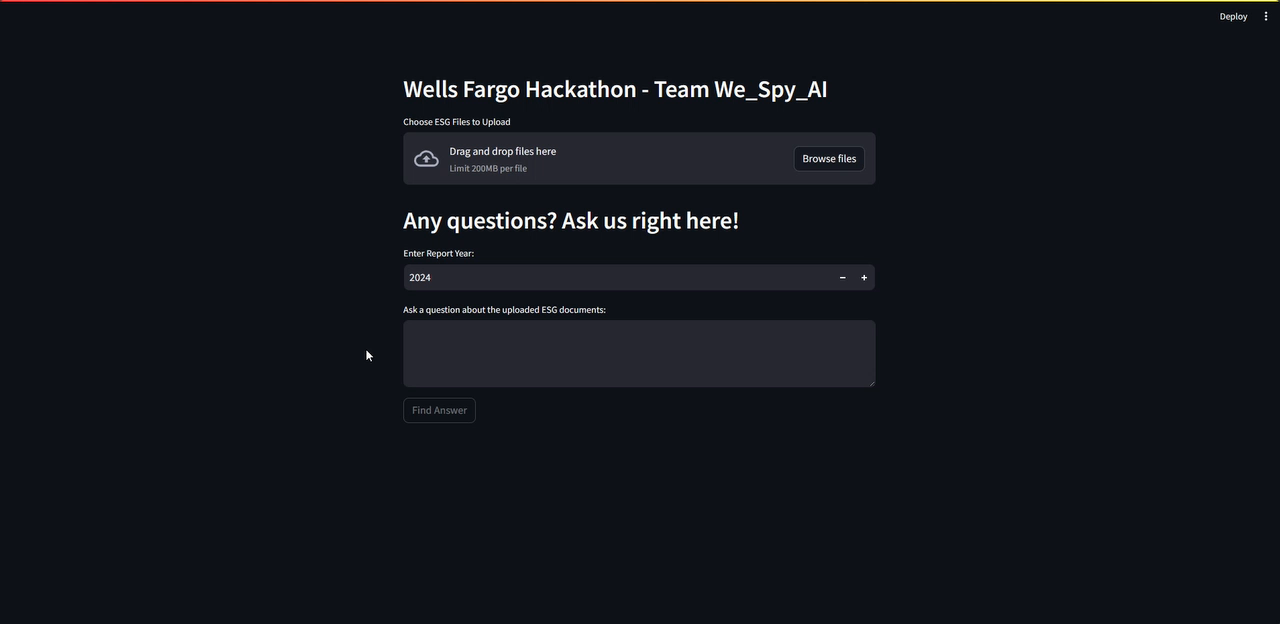 Deploy
Wells Fargo Hackathon - Team We_Spy_AI
Choose ESG Files to Upload
Drag and drop files here
Limit 200MB per file
Browse files
Any questions? Ask us right here!
Enter Report Year:
2024
Ask a question about the uploaded ESG documents:
Find Answer